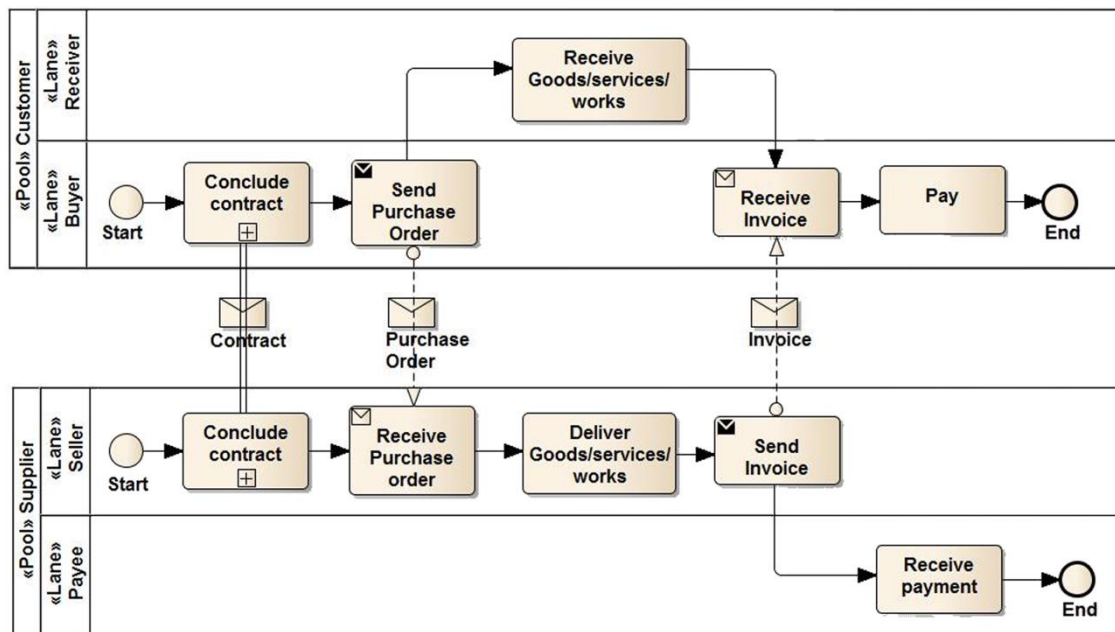 «Pool» Customer
«Lane»
Receiver
Receive
Goods/services/
works
«Lane»
Buyer
Start
Conclude
contract
Send
Purchase
Order
Receive
Invoice
Pay
End
Contract
Purchase
Order
Invoice
«Pool» Supplier
«Lane»
Seller
Start
Conclude
contract
Receive
Purchase
order
Deliver
Goods/services/
works
Send
Invoice
«Lane»
Payee
Receive
payment
End